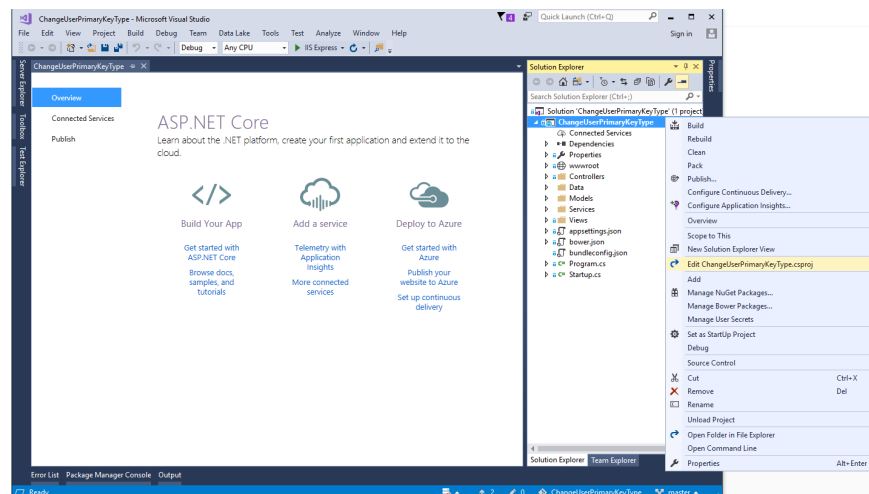 ChangeUserPrimaryKeyType - Microsoft Visual Studio
4
Quick Launch (Ctrl+Q)
File Edit View Project Build Debug Team Data Lake Tools Test Analyze Window Help
Sign in
Debug Any CPU IIS Express
Server Explorer
Toolbox
Test Explorer
ChangeUserPrimaryKeyType
Overview
Connected Services
Publish
ASP.NET Core
Learn about the .NET platform, create your first application and extend it to the
cloud.
</>
Build Your App
Get started with
ASP.NET Core
Browse docs,
samples, and
tutorials
Add a service
Telemetry with
Application
Insights
More connected
services
Deploy to Azure
Get started with
Azure
Publish your
website to Azure
Set up continuous
delivery
Solution Explorer
Search Solution Explorer (Ctrl+;)
Solution 'ChangeUserPrimaryKeyType' (1 project
ChangeUserPrimaryKeyType
Connected Services
Dependencies
Properties
wwwroot
Controllers
Data
Models
Services
Views
appsettings.json
bower.json
bundleconfig.json
C# Program.cs
C# Startup.cs
Solution Explorer Team Explorer
Properties
Build
Rebuild
Clean
Pack
Publish...
Configure Continuous Delivery...
Configure Application Insights...
Overview
Scope to This
New Solution Explorer View
Edit ChangeUserPrimaryKeyType.csproj
Add
Manage NuGet Packages...
Manage Bower Packages...
Manage User Secrets
Set as StartUp Project
Debug
Source Control
Cut Ctrl+X
Remove Del
Rename
Unload Project
Open Folder in File Explorer
Open Command Line
Properties Alt+Enter
Error List Package Manager Console Output
Ready 2 0 ChangeUserPrimaryKeyType master